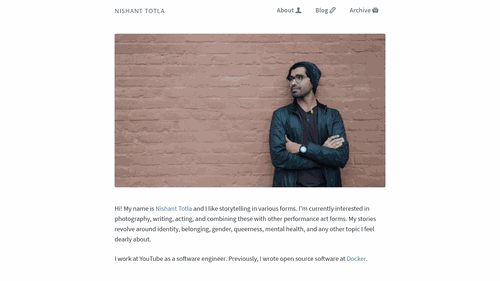 NISHANT TOTLA
About
Blog
Archive
Hi! My name is Nishant Totla and I like storytelling in various forms. I'm currently interested in
photography, writing, acting, and combining these with other performance art forms. My stories
revolve around identity, belonging, gender, queerness, mental health, and any other topic I feel
dearly about.
I work at YouTube as a software engineer. Previously, I wrote open source software at Docker.